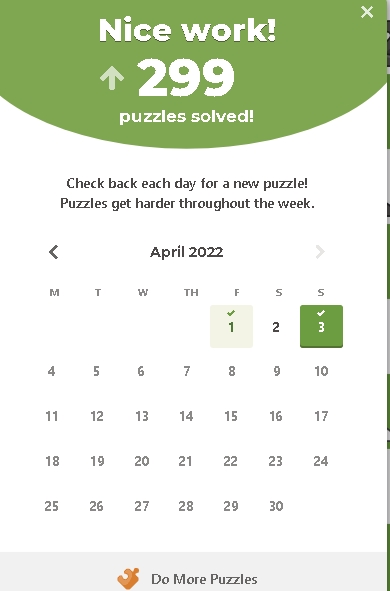 Nice work!
299
puzzles solved!
Check back each day for a new puzzle!
Puzzles get harder throughout the week.
April 2022
M T W TH F S S
1 2 3
4 5 6 7 8 9 10
11 12 13 14 15 16 17
18 19 20 21 22 23 24
25 26 27 28 29 30
Do More Puzzles